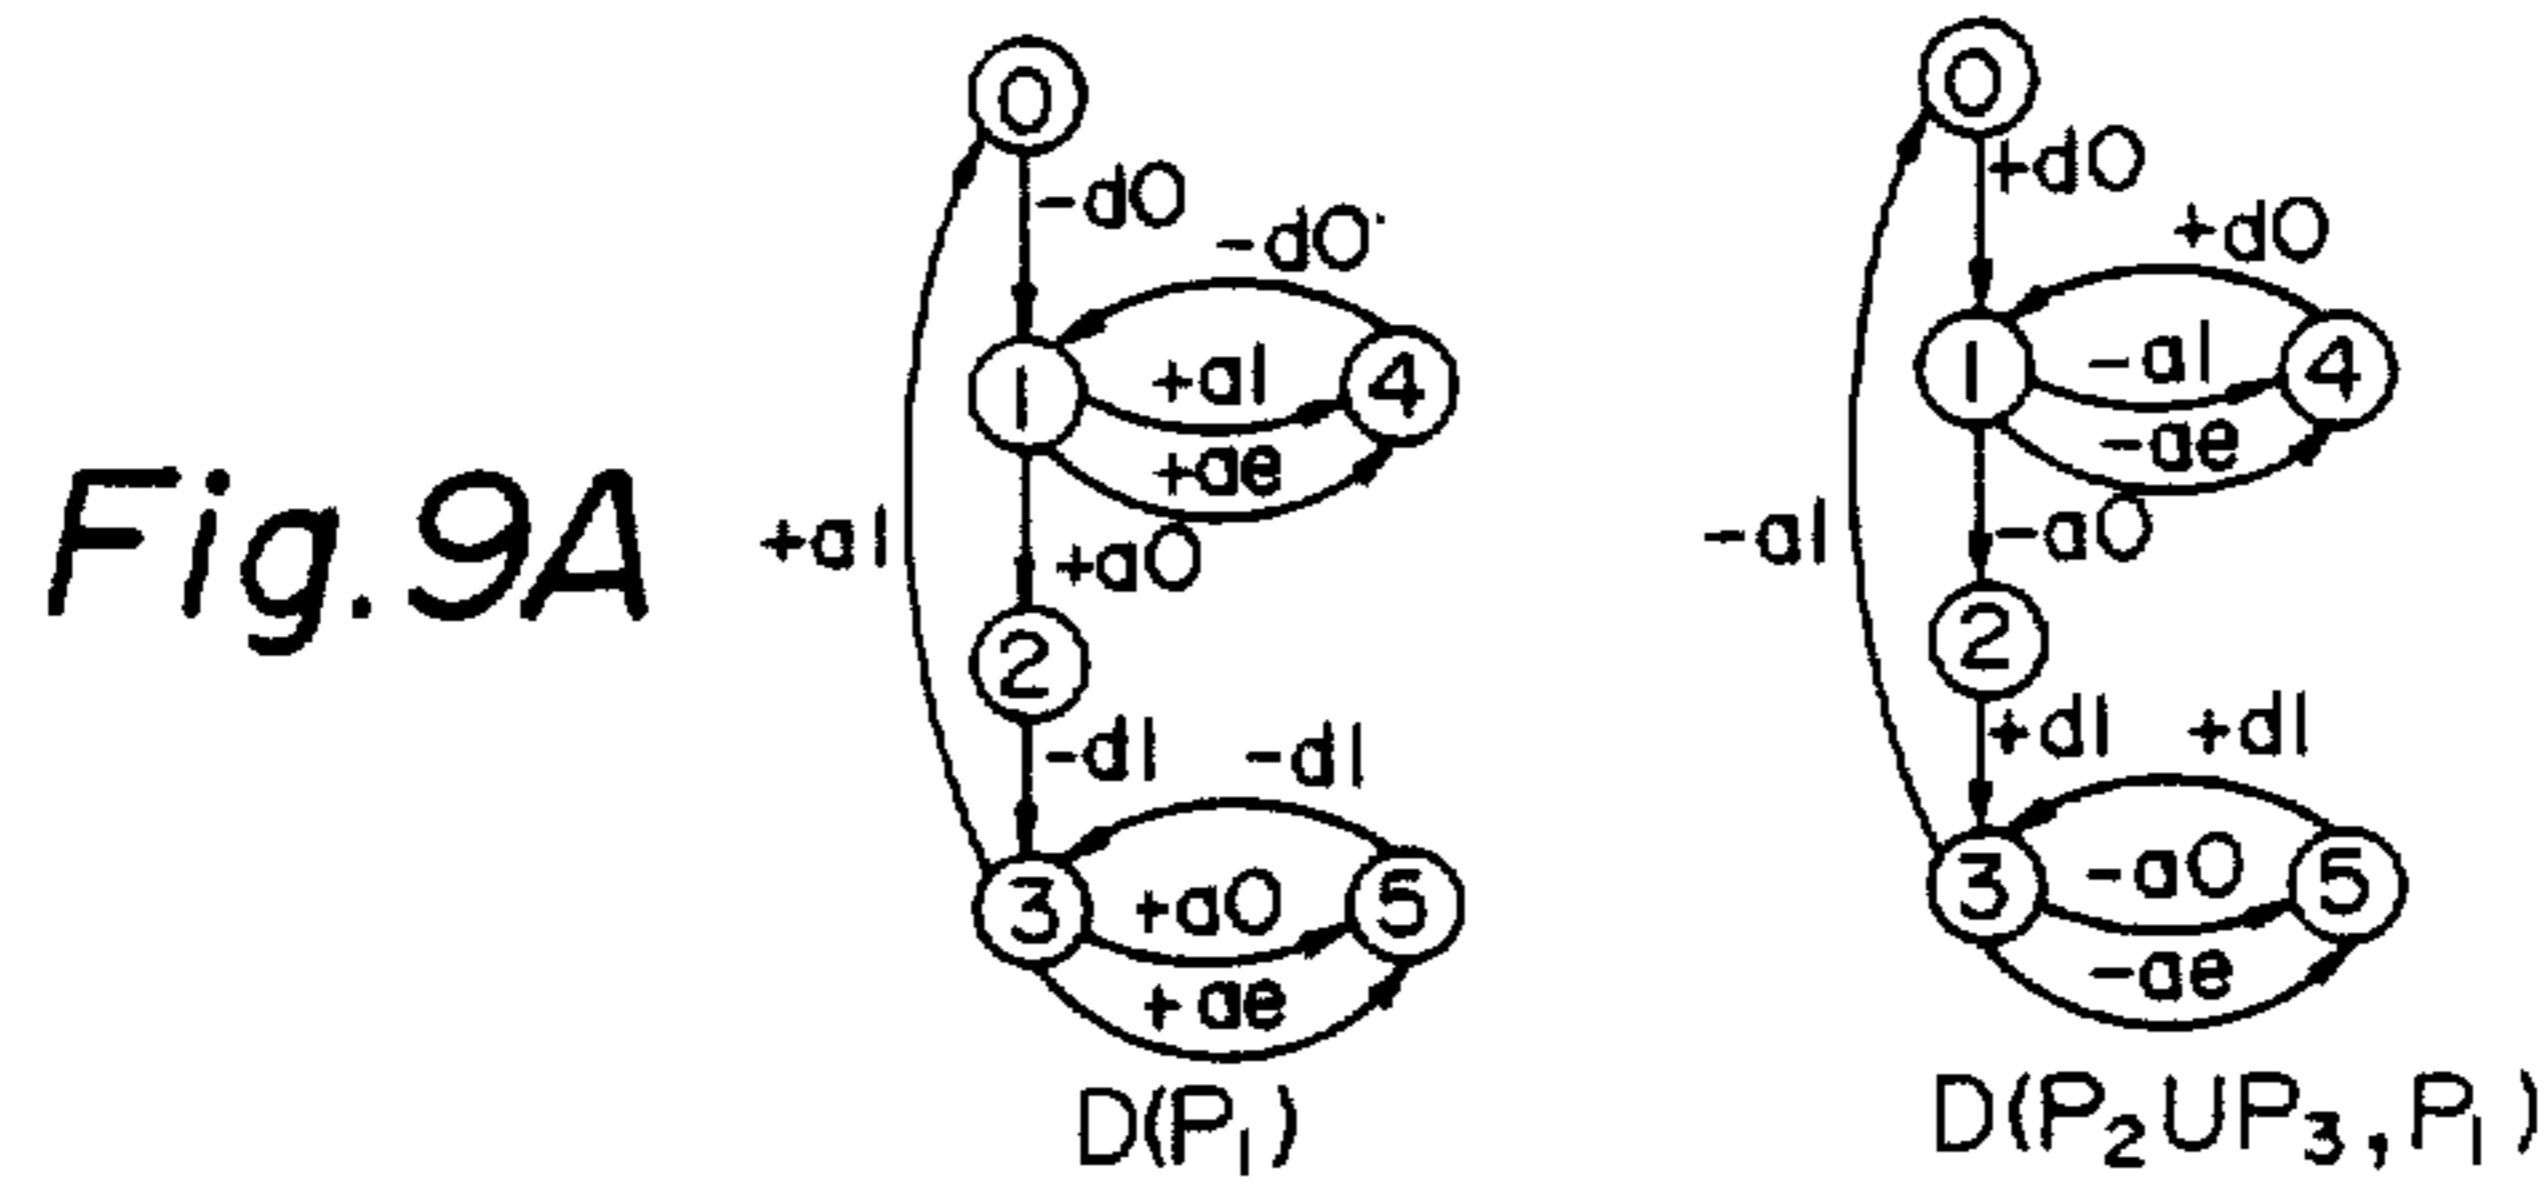 Fig.9A
0
-d0
-d0
1
+a1
4
+ae
+a1
+a0
2
-d1
-d1
3
+a0
5
+ae
D(P1)
0
+d0
+d0
1
-a1
4
-ae
-a1
-a0
2
+d1
+d1
3
-a0
5
-ae
D(P2UP3,P1)